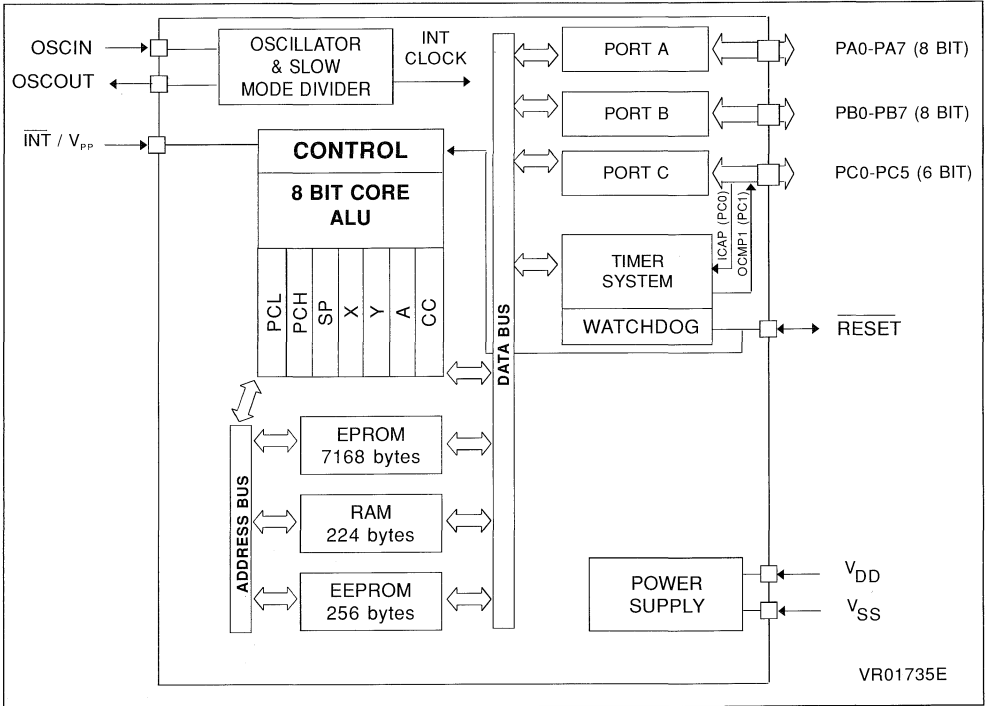 OSCIN
OSCOUT
OSCILLATOR
& SLOW
MODE DIVIDER
INT
CLOCK
INT / VPP
CONTROL
8 BIT CORE
ALU
PCL
PCH
SP
X
Y
A
CC
DATA BUS
ADDRESS BUS
EPROM
7168 bytes
RAM
224 bytes
EEPROM
256 bytes
PORT A
PA0-PA7 (8 BIT)
PORT B
PB0-PB7 (8 BIT)
PORT C
PC0-PC5 (6 BIT)
ICAP (PC0)
OCMP1 (PC1)
TIMER
SYSTEM
WATCHDOG
RESET
POWER
SUPPLY
VDD
VSS
VR01735E